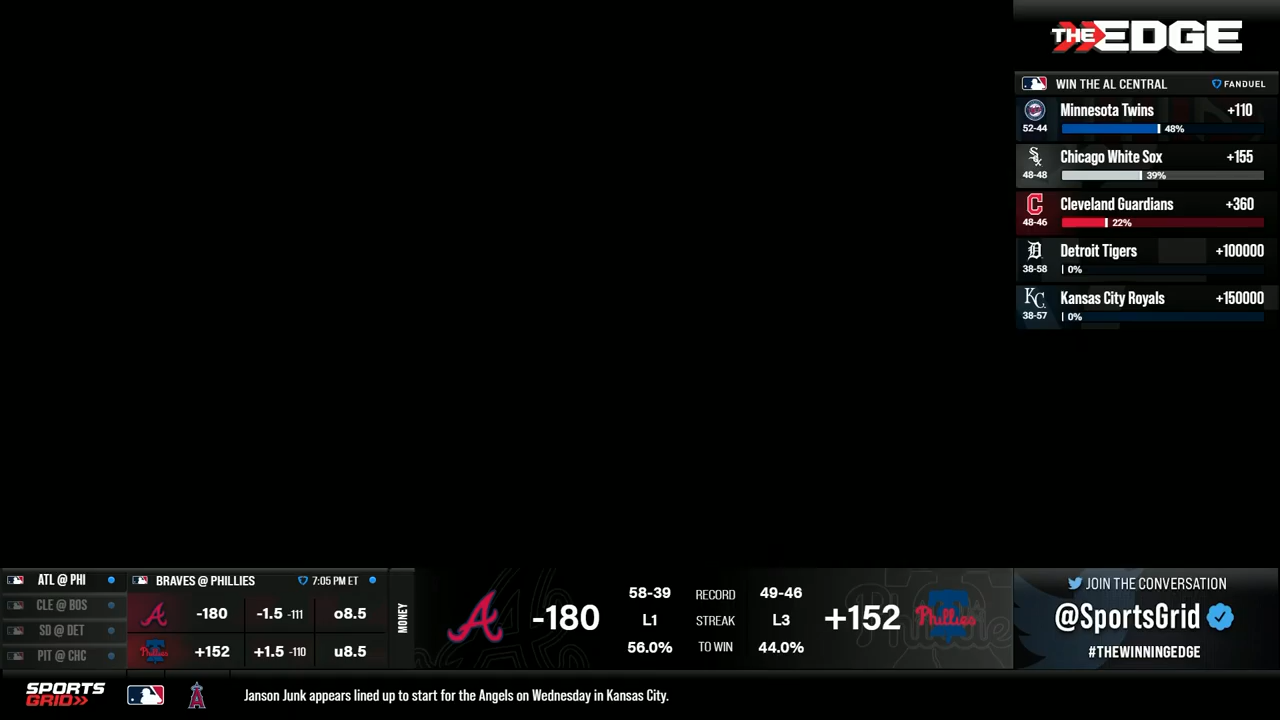 THE EDGE
WIN THE AL CENTRAL FANDUEL
Minnesota Twins +110
52-44 48%
Chicago White Sox +155
48-48 39%
Cleveland Guardians +360
48-46 22%
Detroit Tigers +100000
38-58 0%
Kansas City Royals +150000
38-57 0%
ATL @ PHI
CLE @ BOS
SD @ DET
PIT @ CHC
BRAVES @ PHILLIES 7:05 PM ET
-180 -1.5 -111 o8.5
Phillies +152 +1.5 -110 u8.5
MONEY
-180
58-39 RECORD 49-46
L1 STREAK L3
56.0% TO WIN 44.0%
+152 Phillies
JOIN THE CONVERSATION
@SportsGrid
#THEWINNINGEDGE
SPORTS GRID
Janson Junk appears lined up to start for the Angels on Wednesday in Kansas City.